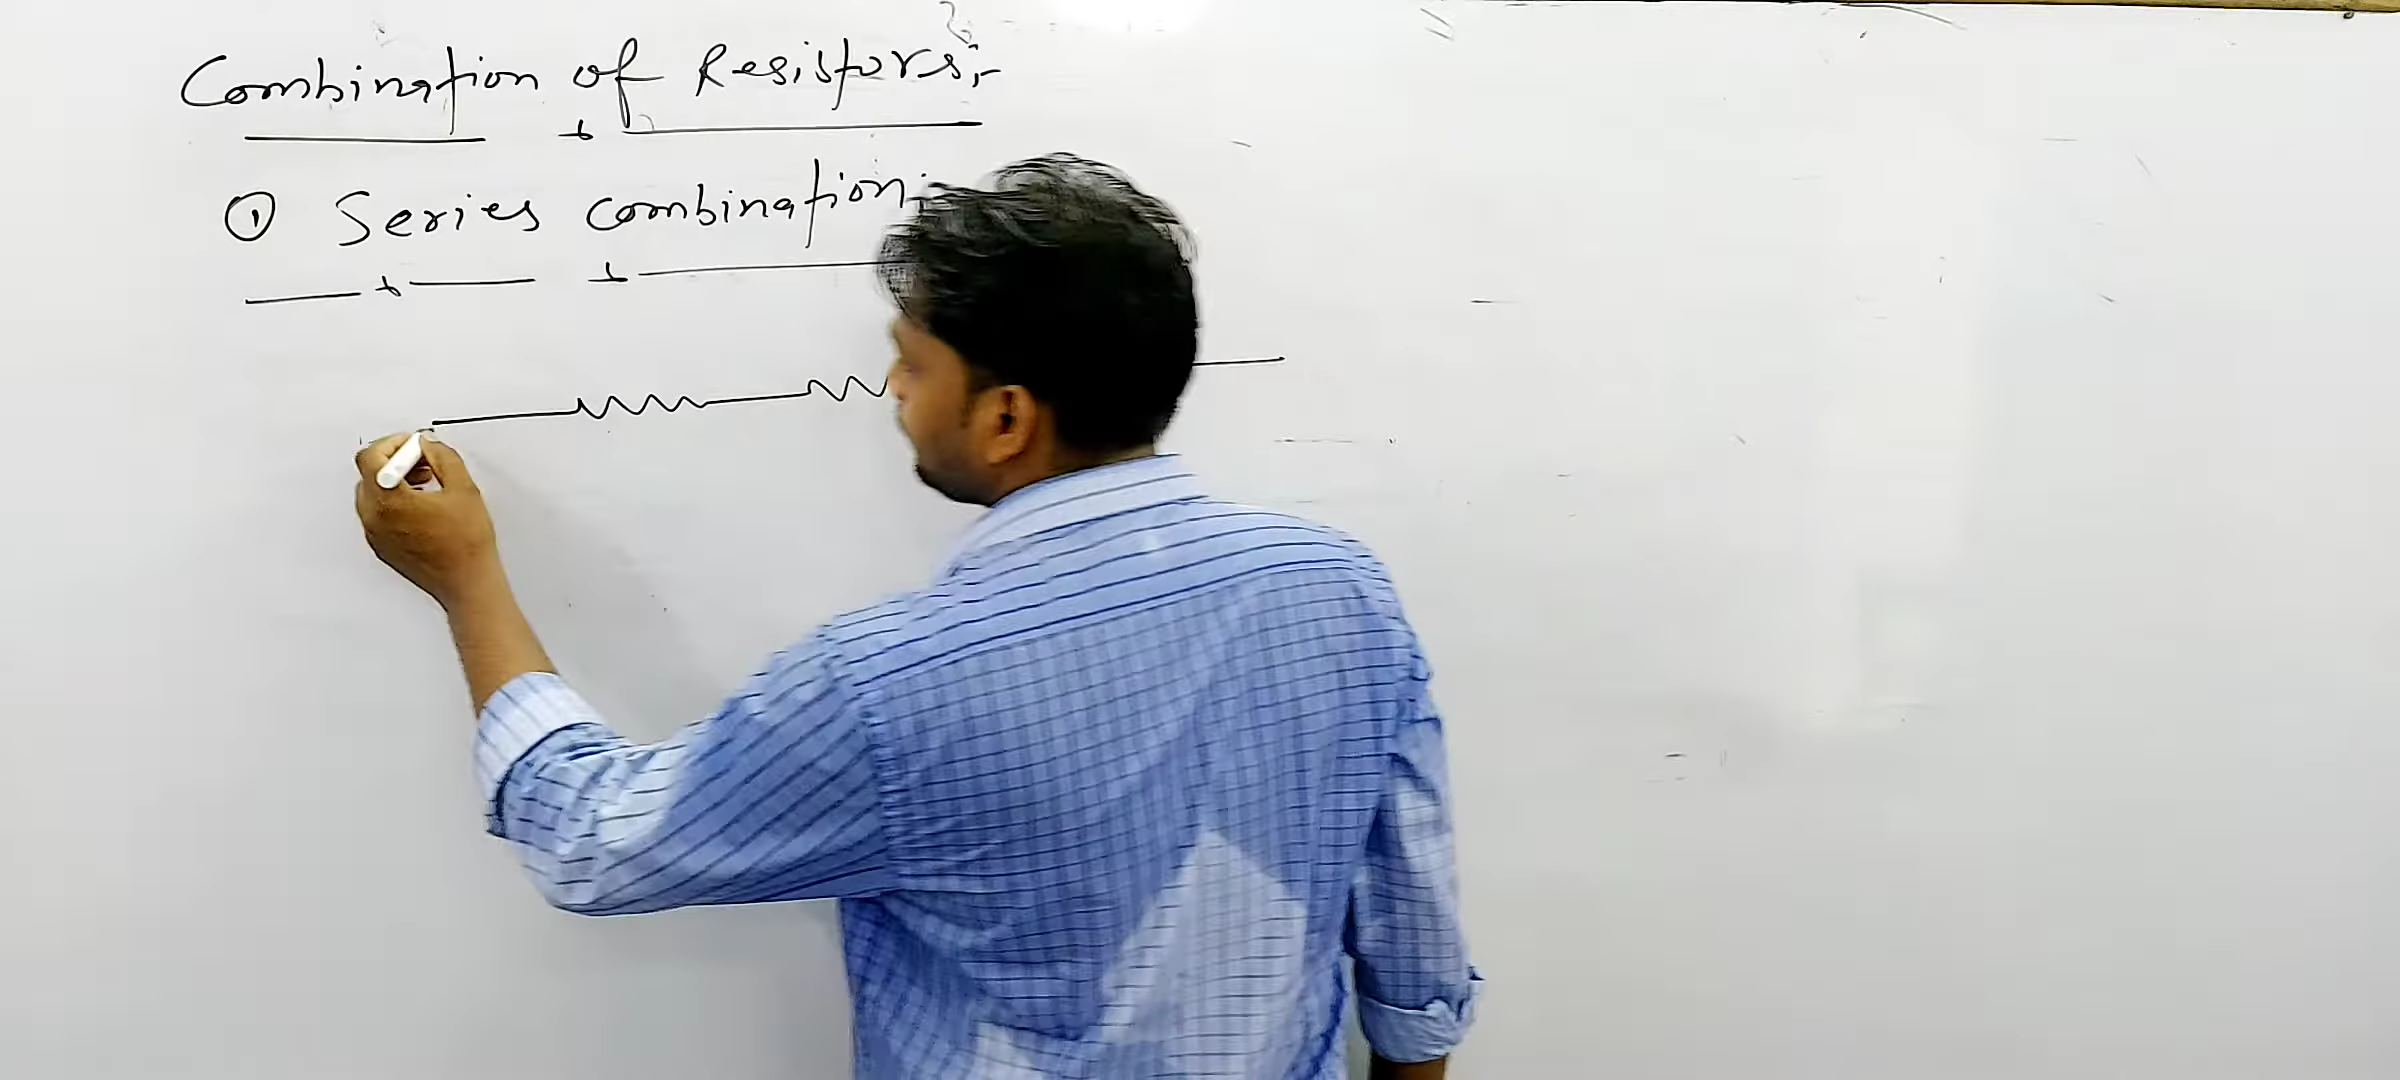 Combination of Resistors:-
① Series combination: